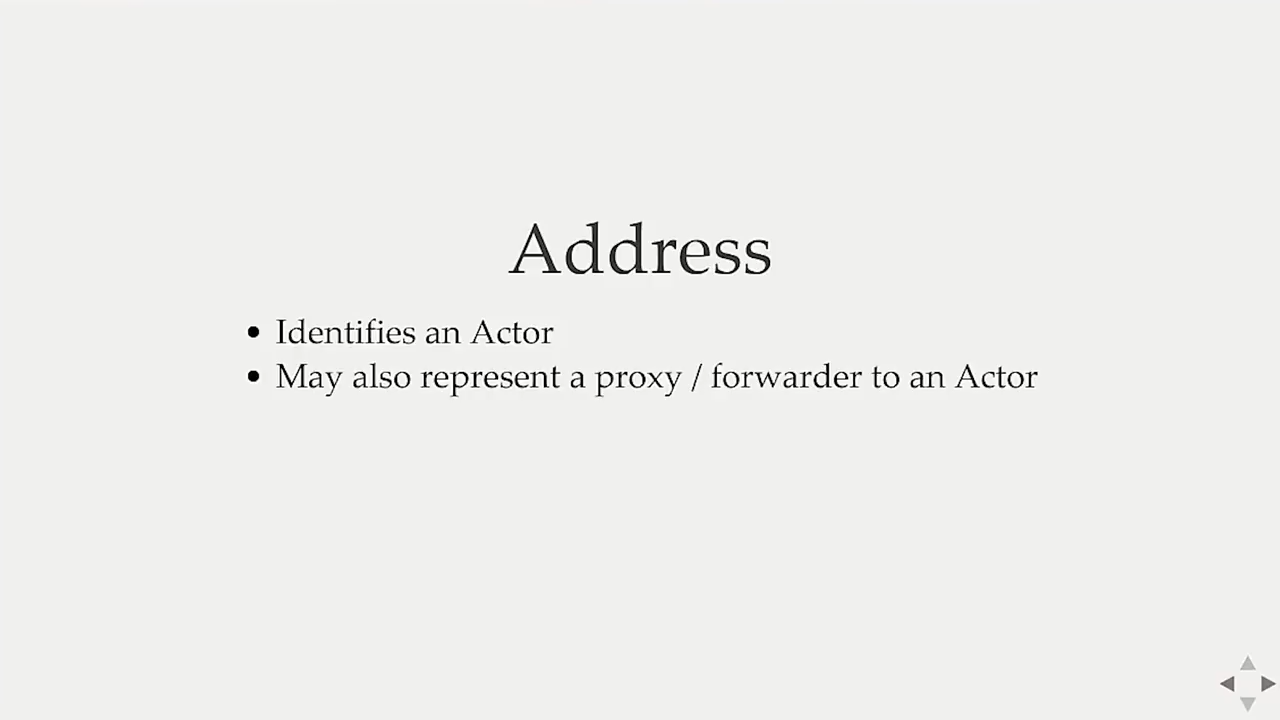 Address
• Identifies an Actor
• May also represent a proxy / forwarder to an Actor